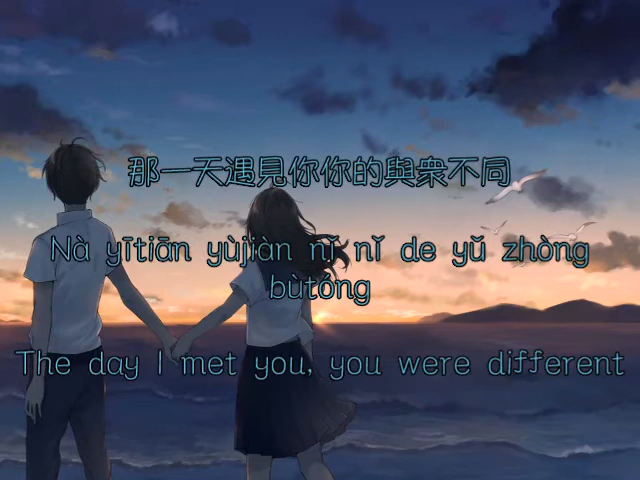 那一天遇見你你的與衆不同
Nà yītiān yùjiàn nǐ nǐ de yǔ zhòng
bùtóng
The day I met you, you were different